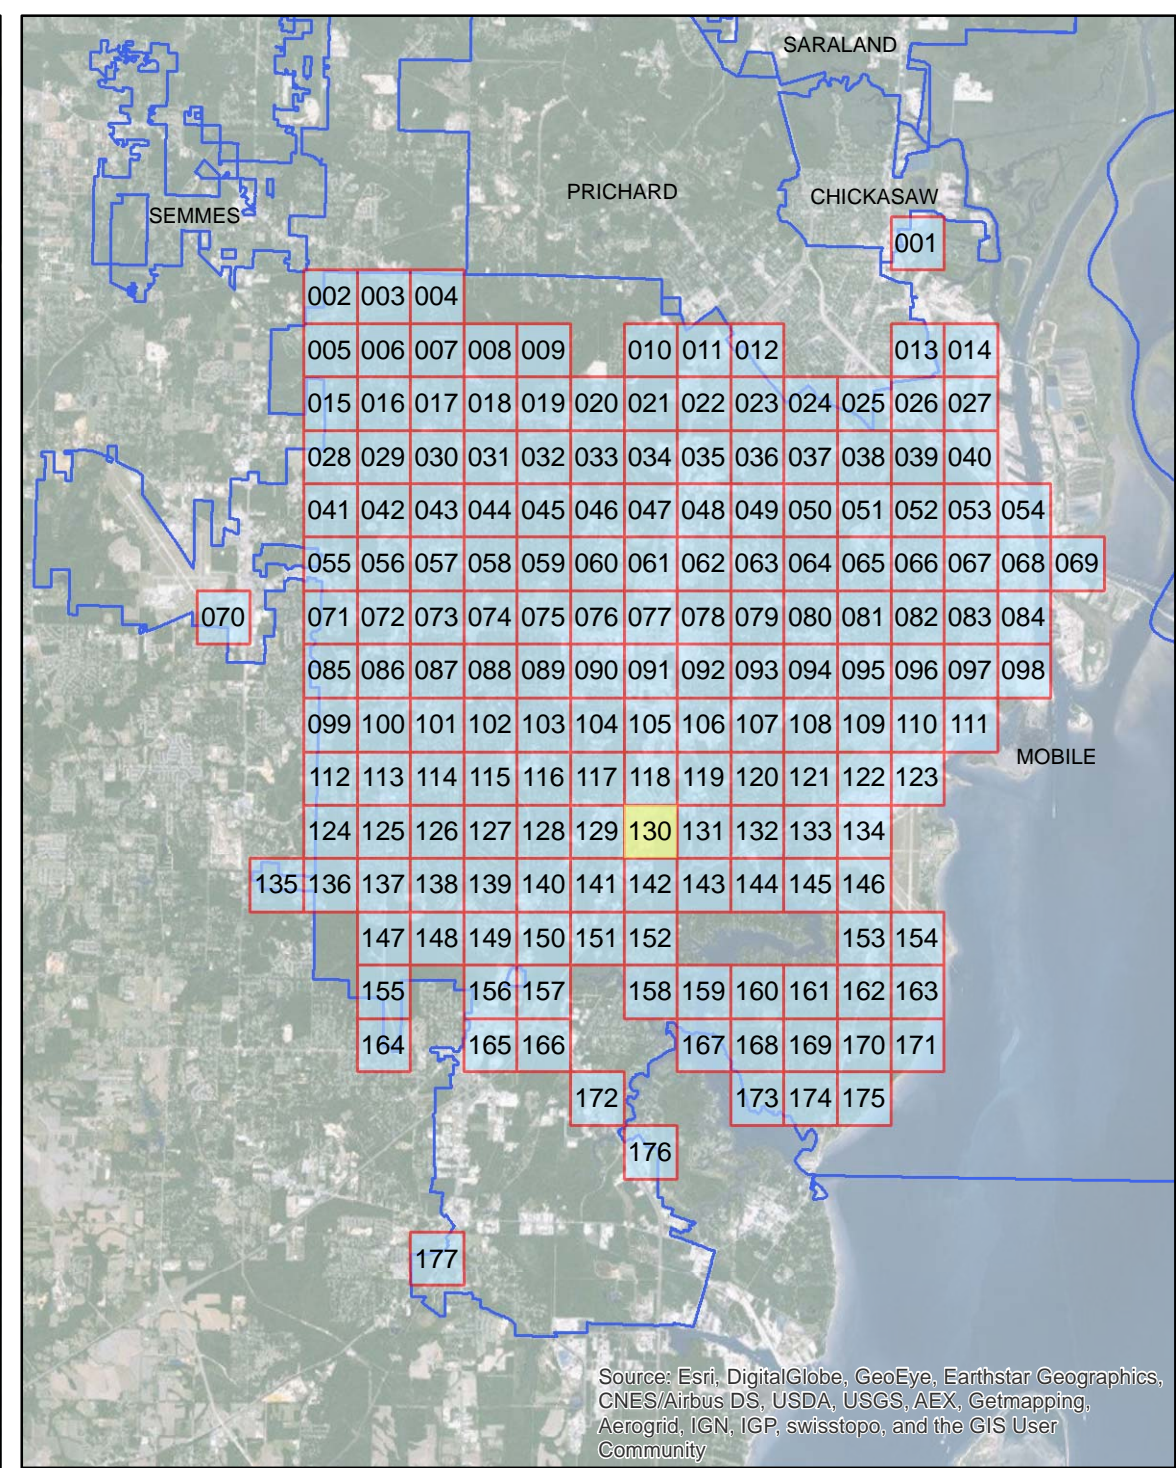 SARALAND
PRICHARD
CHICKASAW
SEMMES
001
002 003 004
005 006 007 008 009 010 011 012 013 014
015 016 017 018 019 020 021 022 023 024 025 026 027
028 029 030 031 032 033 034 035 036 037 038 039 040
041 042 043 044 045 046 047 048 049 050 051 052 053 054
055 056 057 058 059 060 061 062 063 064 065 066 067 068 069
070 071 072 073 074 075 076 077 078 079 080 081 082 083 084
085 086 087 088 089 090 091 092 093 094 095 096 097 098
099 100 101 102 103 104 105 106 107 108 109 110 111
MOBILE
112 113 114 115 116 117 118 119 120 121 122 123
124 125 126 127 128 129 130 131 132 133 134
135 136 137 138 139 140 141 142 143 144 145 146
147 148 149 150 151 152 153 154
155 156 157 158 159 160 161 162 163
164 165 166 167 168 169 170 171
172 173 174 175
176
177
Source: Esri, DigitalGlobe, GeoEye, Earthstar Geographics,
CNES/Airbus DS, USDA, USGS, AEX, Getmapping,
Aerogrid, IGN, IGP, swisstopo, and the GIS User
Community